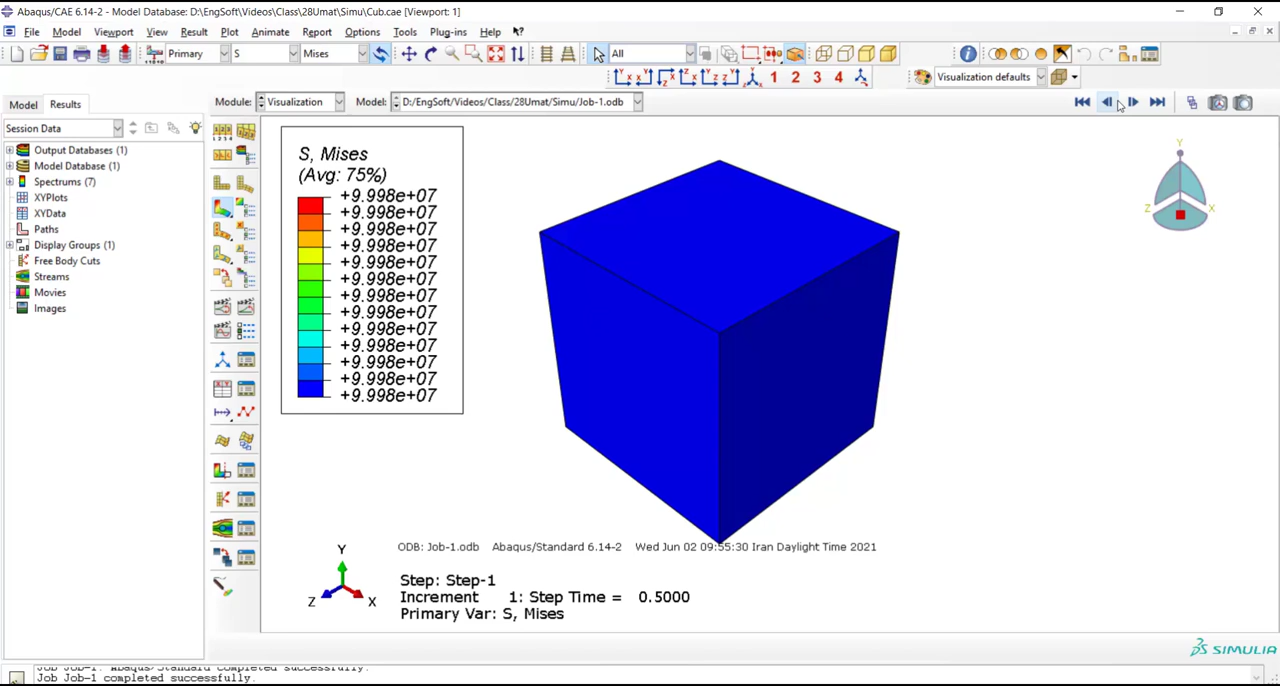 Abaqus/CAE 6.14-2 - Model Database: D:\EngSoft\Videos\Class\28Umat\Simu\Cub.cae [Viewport: 1]
File Model Viewport View Result Plot Animate Report Options Tools Plug-ins Help
Primary S Mises All
1 2 3 4 Visualization defaults
Model Results Module: Visualization Model: D:/EngSoft/Videos/Class/28Umat/Simu/Job-1.odb
Session Data
Output Databases (1)
Model Database (1)
Spectrums (7)
XYPlots
XYData
Paths
Display Groups (1)
Free Body Cuts
Streams
Movies
Images
S, Mises
(Avg: 75%)
+9.998e+07
+9.998e+07
+9.998e+07
+9.998e+07
+9.998e+07
+9.998e+07
+9.998e+07
+9.998e+07
+9.998e+07
+9.998e+07
+9.998e+07
+9.998e+07
+9.998e+07
Y
Z X
ODB: Job-1.odb Abaqus/Standard 6.14-2 Wed Jun 02 09:55:30 Iran Daylight Time 2021
Y
Z X
Step: Step-1
Increment 1: Step Time = 0.5000
Primary Var: S, Mises
SIMULIA
Job Job-1: Abaqus/Standard completed successfully.
Job Job-1 completed successfully.